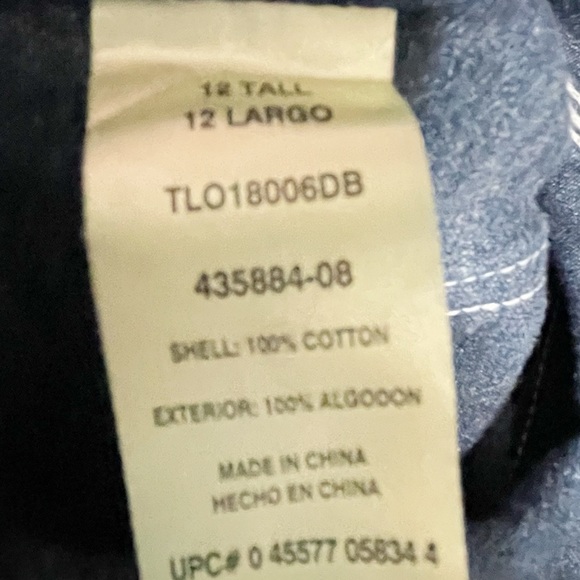 12 TALL
12 LARGO
TLO18006DB
435884-08
SHELL: 100% COTTON
EXTERIOR: 100% ALGODON
MADE IN CHINA
HECHO EN CHINA
UPC# 0 45577 05834 4